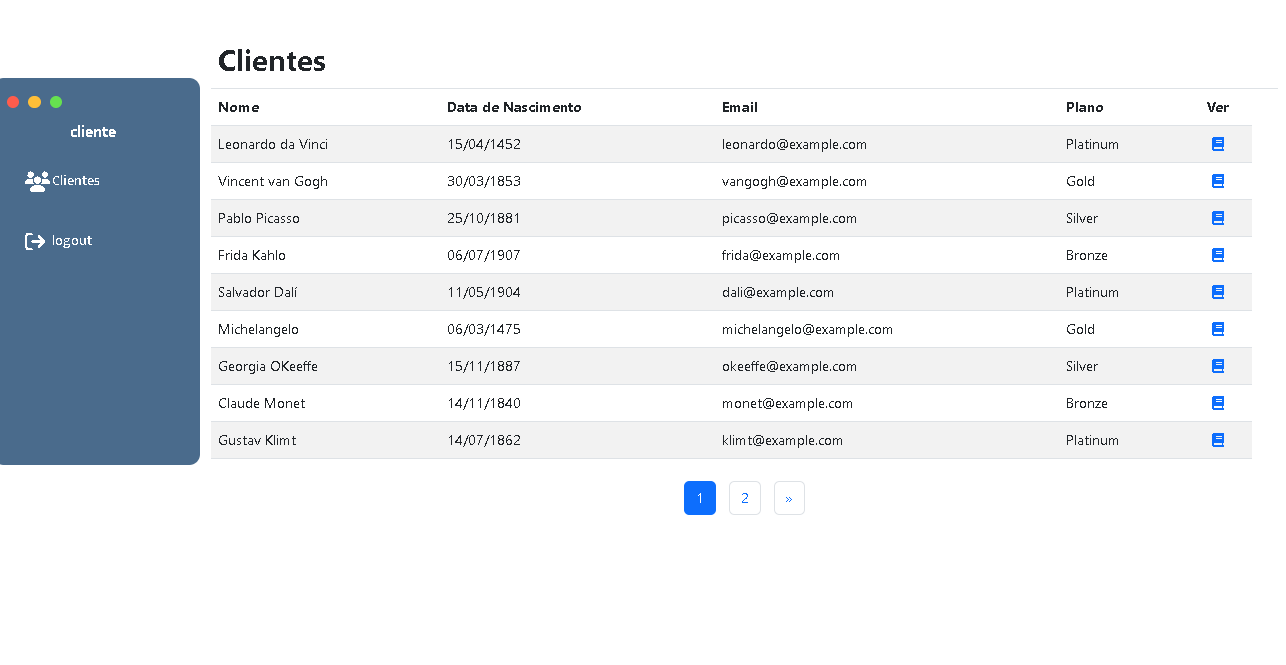 Clientes
cliente
Clientes
logout
Nome Data de Nascimento Email Plano Ver
Leonardo da Vinci 15/04/1452 leonardo@example.com Platinum
Vincent van Gogh 30/03/1853 vangogh@example.com Gold
Pablo Picasso 25/10/1881 picasso@example.com Silver
Frida Kahlo 06/07/1907 frida@example.com Bronze
Salvador Dalí 11/05/1904 dali@example.com Platinum
Michelangelo 06/03/1475 michelangelo@example.com Gold
Georgia OKeeffe 15/11/1887 okeeffe@example.com Silver
Claude Monet 14/11/1840 monet@example.com Bronze
Gustav Klimt 14/07/1862 klimt@example.com Platinum
1 2 »